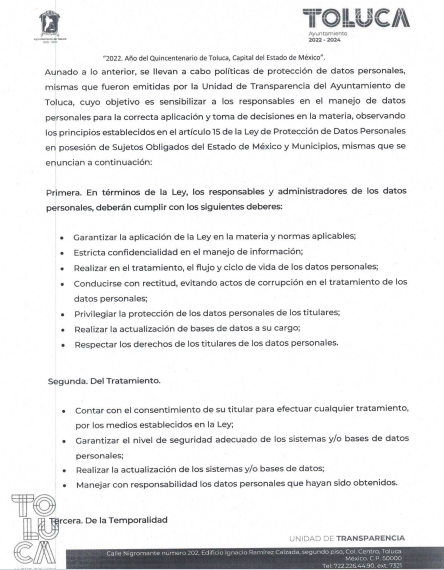 TOLUCA
Ayuntamiento
2022 - 2024
"2022. Año del Quincentenario de Toluca, Capital del Estado de México".
Aunado a lo anterior, se llevan a cabo políticas de protección de datos personales,
mismas que fueron emitidas por la Unidad de Transparencia del Ayuntamiento de
Toluca, cuyo objetivo es sensibilizar a los responsables en el manejo de datos
personales para la correcta aplicación y toma de decisiones en la materia, observando
los principios establecidos en el artículo 15 de la Ley de Protección de Datos Personales
en posesión de Sujetos Obligados del Estado de México y Municipios, mismas que se
enuncian a continuación:
Primera. En términos de la Ley, los responsables y administradores de los datos
personales, deberán cumplir con los siguientes deberes:
• Garantizar la aplicación de la Ley en la materia y normas aplicables;
• Estricta confidencialidad en el manejo de información;
• Realizar en el tratamiento, el flujo y ciclo de vida de los datos personales;
• Conducirse con rectitud, evitando actos de corrupción en el tratamiento de los
datos personales;
• Privilegiar la protección de los datos personales de los titulares;
• Realizar la actualización de bases de datos a su cargo;
• Respectar los derechos de los titulares de los datos personales.
Segunda. Del Tratamiento.
• Contar con el consentimiento de su titular para efectuar cualquier tratamiento,
por los medios establecidos en la Ley;
• Garantizar el nivel de seguridad adecuado de los sistemas y/o bases de datos
personales;
• Realizar la actualización de los sistemas y/o bases de datos;
• Manejar con responsabilidad los datos personales que hayan sido obtenidos.
TO
LU
CA
Tercera. De la Temporalidad
UNIDAD DE TRANSPARENCIA
Calle Nigromante número 202, Edificio Ignacio Ramírez Calzada, segundo piso, Col. Centro, Toluca
México. C.P. 50000
Tel: 722.226.44.90, ext. 7321